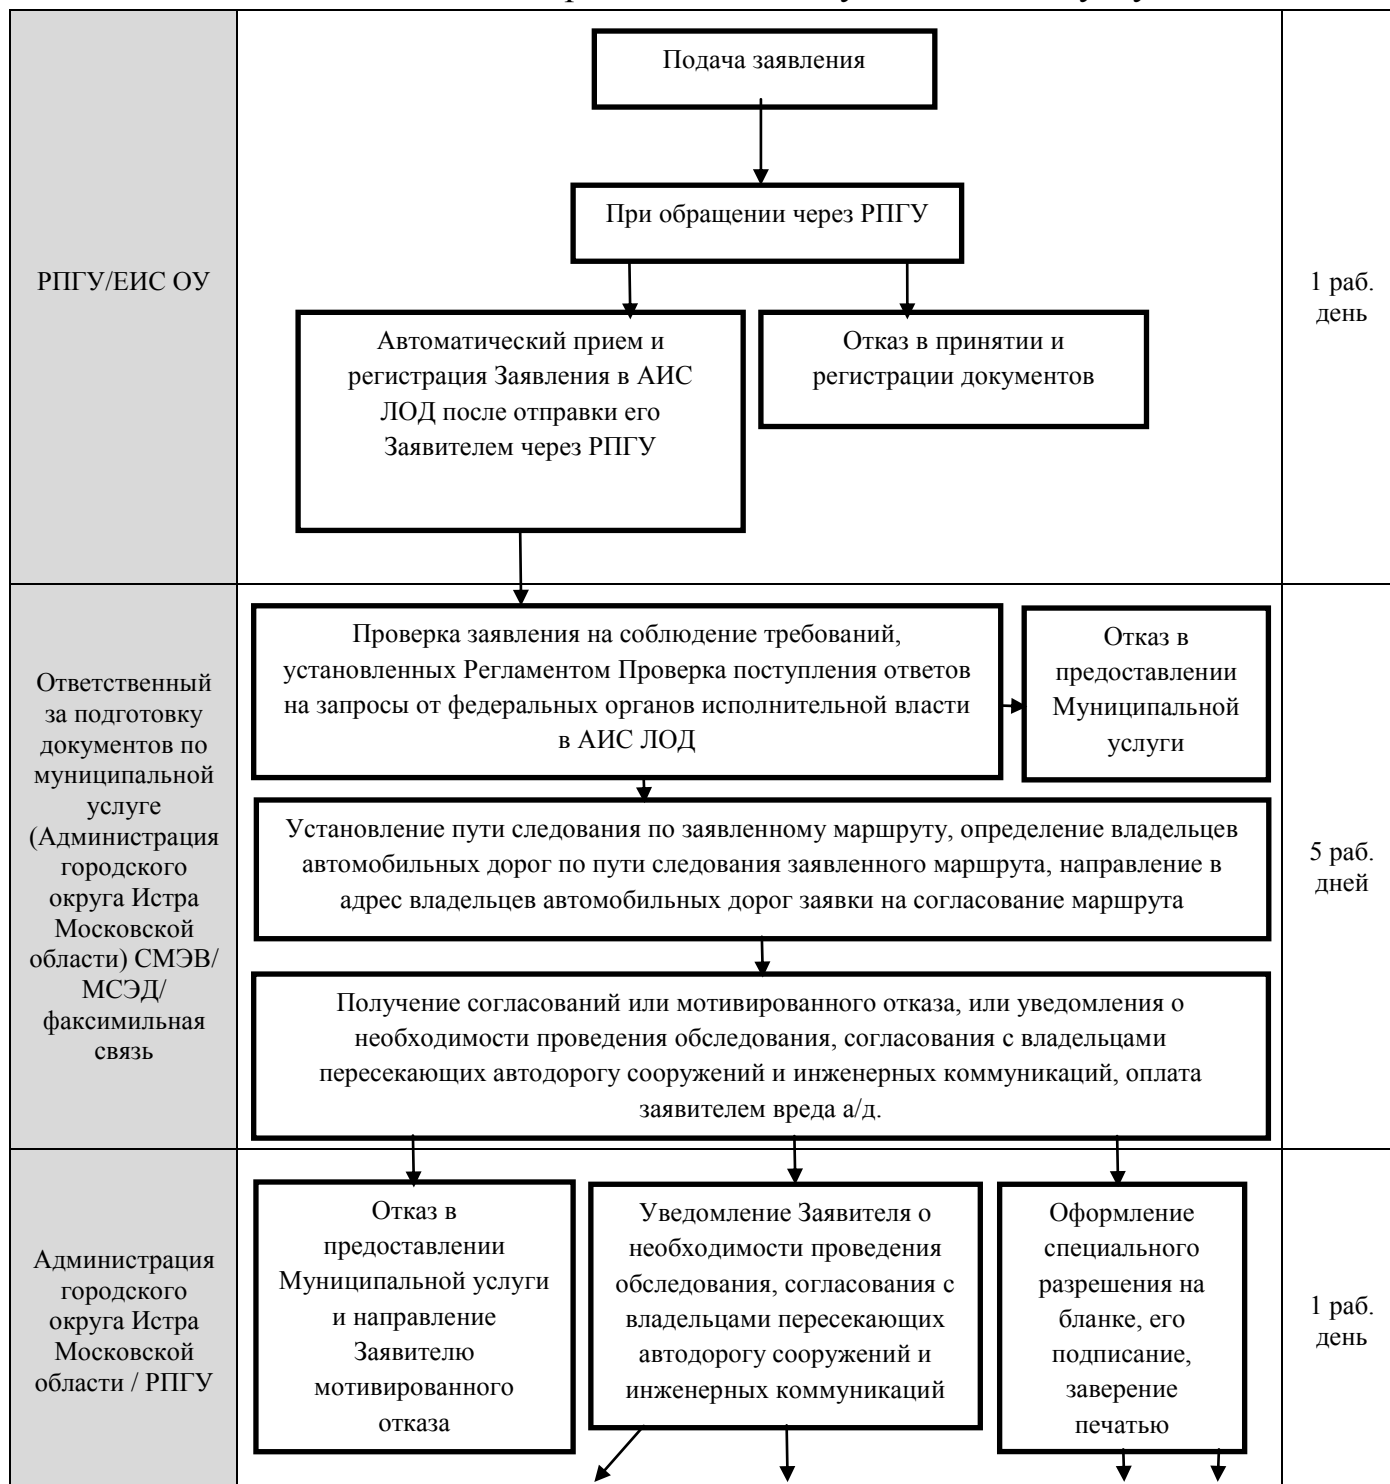 Подача заявления
При обращении через РПГУ
РПГУ/ЕИС ОУ
1 раб.
день
Автоматический прием и
регистрация Заявления в АИС
ЛОД после отправки его
Заявителем через РПГУ
Отказ в принятии и
регистрации документов
Ответственный
за подготовку
документов по
муниципальной
услуге
(Администрация
городского
округа Истра
Московской
области) СМЭВ/
МСЭД/
факсимильная
связь
Проверка заявления на соблюдение требований,
установленных Регламентом Проверка поступления ответов
на запросы от федеральных органов исполнительной власти
в АИС ЛОД
Отказ в
предоставлении
Муниципальной
услуги
Установление пути следования по заявленному маршруту, определение владельцев
автомобильных дорог по пути следования заявленного маршрута, направление в
адрес владельцев автомобильных дорог заявки на согласование маршрута
5 раб.
дней
Получение согласований или мотивированного отказа, или уведомления о
необходимости проведения обследования, согласования с владельцами
пересекающих автодорогу сооружений и инженерных коммуникаций, оплата
заявителем вреда а/д.
Администрация
городского
округа Истра
Московской
области / РПГУ
Отказ в
предоставлении
Муниципальной услуги
и направление
Заявителю
мотивированного
отказа
Уведомление Заявителя о
необходимости проведения
обследования, согласования с
владельцами пересекающих
автодорогу сооружений и
инженерных коммуникаций
Оформление
специального
разрешения на
бланке, его
подписание,
заверение
печатью
1 раб.
день